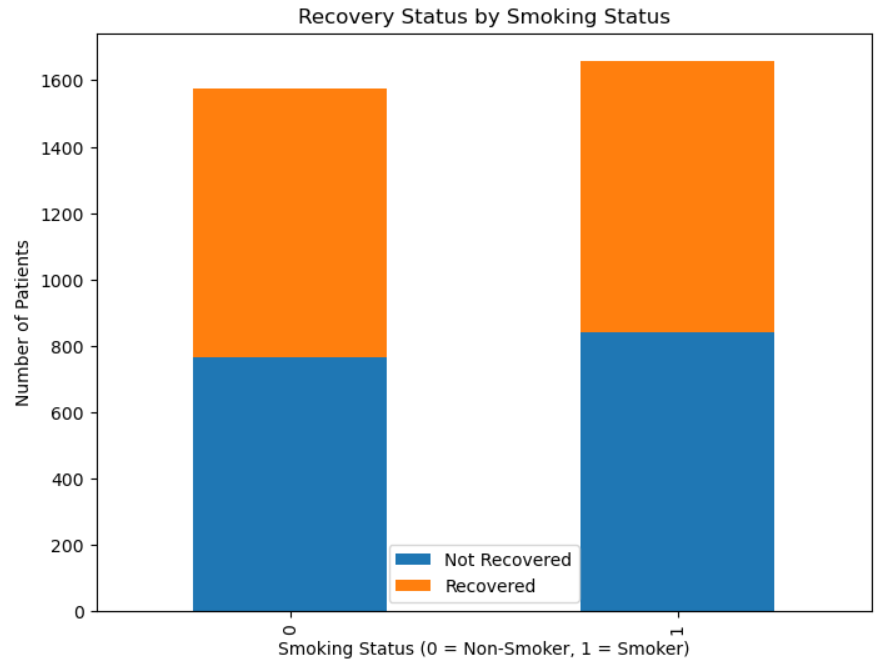 Recovery Status by Smoking Status
Number of Patients
1600
1400
1200
1000
800
600
400
200
0
Not Recovered
Recovered
0
1
Smoking Status (0 = Non-Smoker, 1 = Smoker)